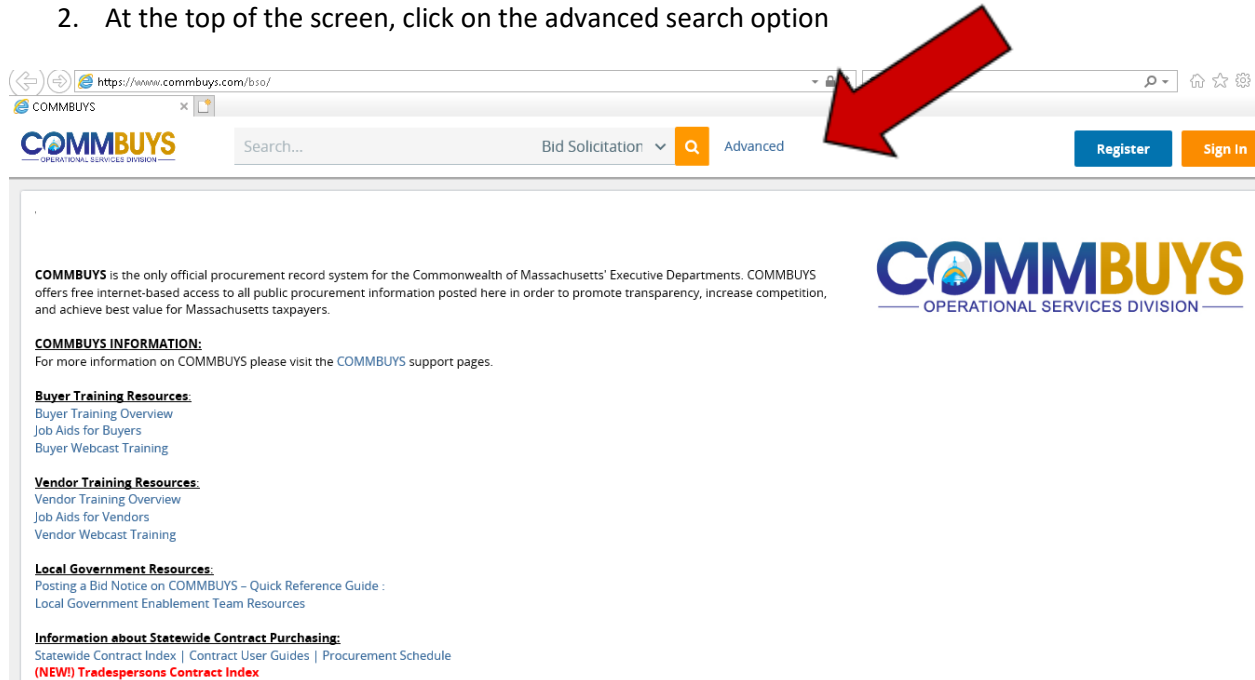 2. At the top of the screen, click on the advanced search option
https://www.commbuys.com/bso/
COMMBUYS
COMMBUYS
OPERATIONAL SERVICES DIVISION
Search...
Bid Solicitation
Advanced
Register
Sign In
COMMBUYS
OPERATIONAL SERVICES DIVISION
COMMBUYS is the only official procurement record system for the Commonwealth of Massachusetts' Executive Departments. COMMBUYS
offers free internet-based access to all public procurement information posted here in order to promote transparency, increase competition,
and achieve best value for Massachusetts taxpayers.
COMMBUYS INFORMATION:
For more information on COMMBUYS please visit the COMMBUYS support pages.
Buyer Training Resources:
Buyer Training Overview
Job Aids for Buyers
Buyer Webcast Training
Vendor Training Resources:
Vendor Training Overview
Job Aids for Vendors
Vendor Webcast Training
Local Government Resources:
Posting a Bid Notice on COMMBUYS – Quick Reference Guide :
Local Government Enablement Team Resources
Information about Statewide Contract Purchasing:
Statewide Contract Index | Contract User Guides | Procurement Schedule
(NEW!) Tradespersons Contract Index